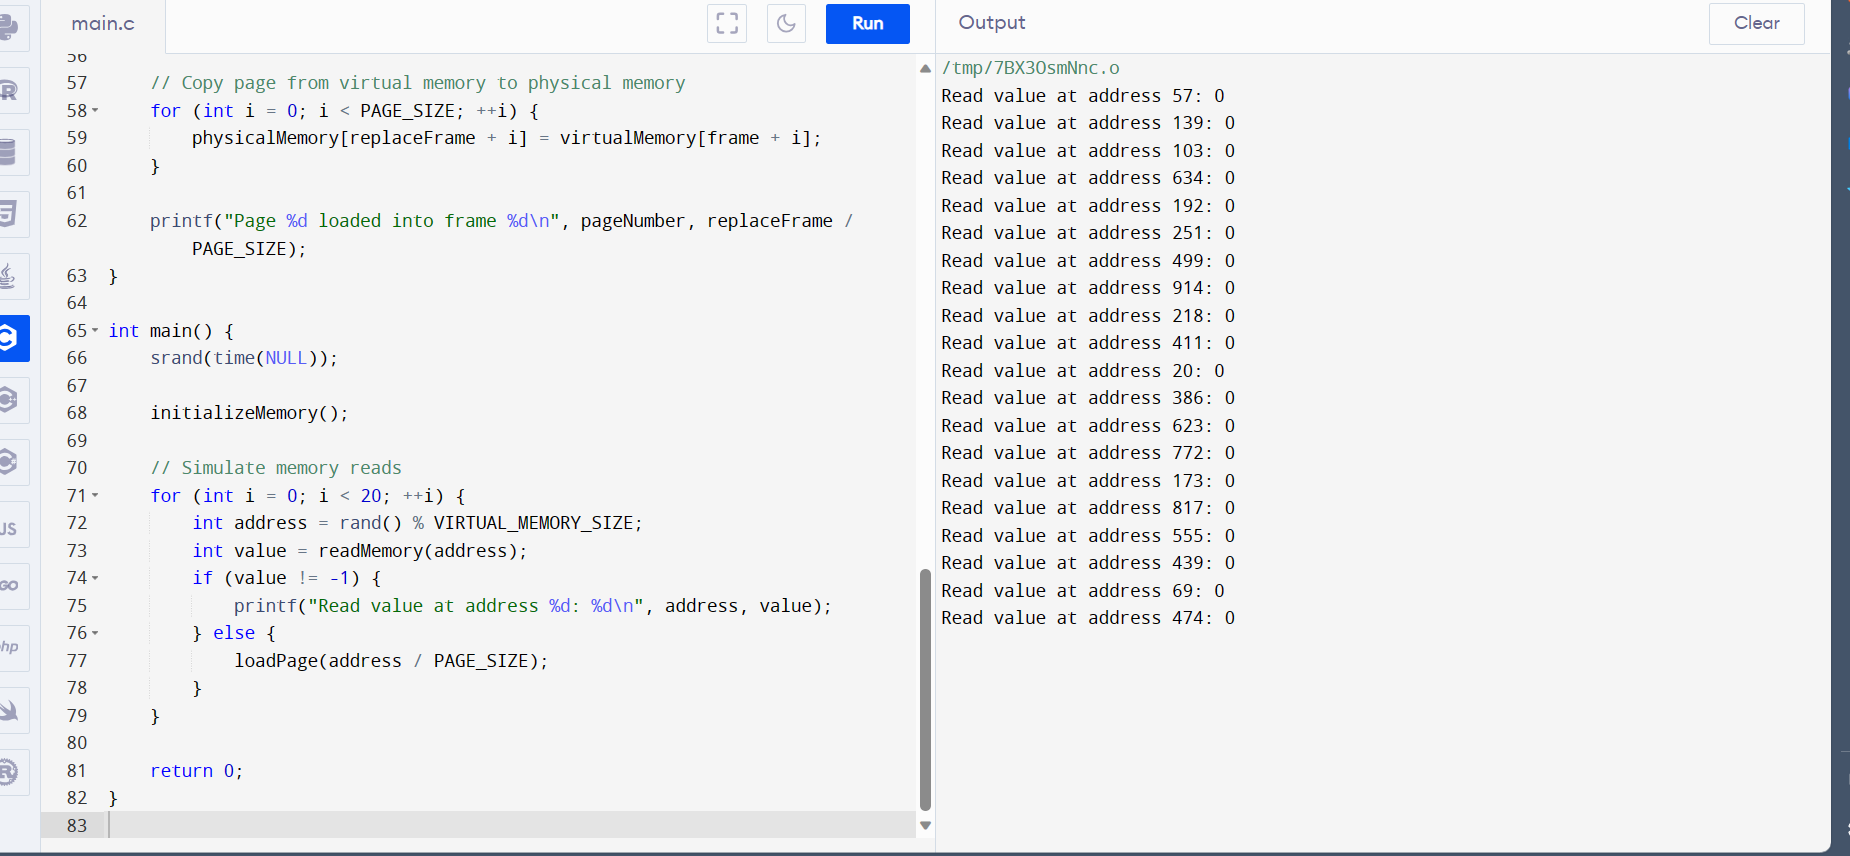 main.c
Run
Output
Clear
56
57 // Copy page from virtual memory to physical memory
58 for (int i = 0; i < PAGE_SIZE; ++i) {
59 physicalMemory[replaceFrame + i] = virtualMemory[frame + i];
60 }
61
62 printf("Page %d loaded into frame %d\n", pageNumber, replaceFrame /
PAGE_SIZE);
63 }
64
65 int main() {
66 srand(time(NULL));
67
68 initializeMemory();
69
70 // Simulate memory reads
71 for (int i = 0; i < 20; ++i) {
72 int address = rand() % VIRTUAL_MEMORY_SIZE;
73 int value = readMemory(address);
74 if (value != -1) {
75 printf("Read value at address %d: %d\n", address, value);
76 } else {
77 loadPage(address / PAGE_SIZE);
78 }
79 }
80
81 return 0;
82 }
83
/tmp/7BX3OsmNnc.o
Read value at address 57: 0
Read value at address 139: 0
Read value at address 103: 0
Read value at address 634: 0
Read value at address 192: 0
Read value at address 251: 0
Read value at address 499: 0
Read value at address 914: 0
Read value at address 218: 0
Read value at address 411: 0
Read value at address 20: 0
Read value at address 386: 0
Read value at address 623: 0
Read value at address 772: 0
Read value at address 173: 0
Read value at address 817: 0
Read value at address 555: 0
Read value at address 439: 0
Read value at address 69: 0
Read value at address 474: 0
R
5
C
JS
GO
hp
R